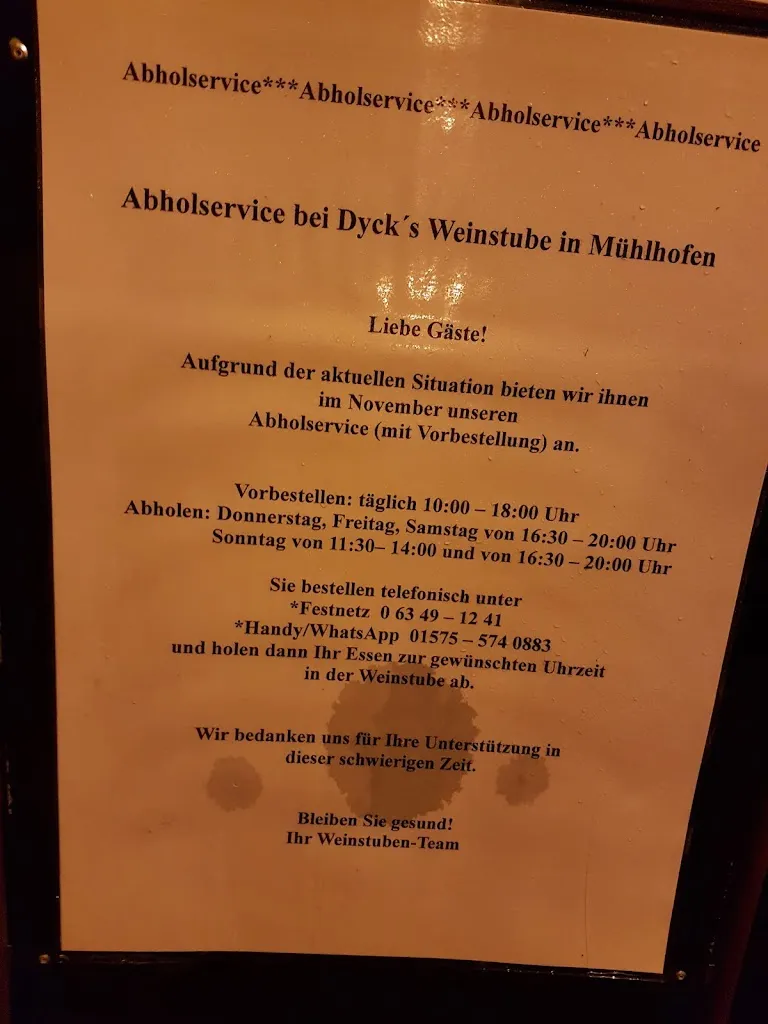 Abholservice***Abholservice***Abholservice***Abholservice
Abholservice bei Dyck´s Weinstube in Mühlhofen
Liebe Gäste!
Aufgrund der aktuellen Situation bieten wir ihnen
im November unseren
Abholservice (mit Vorbestellung) an.
Vorbestellen: täglich 10:00 – 18:00 Uhr
Abholen: Donnerstag, Freitag, Samstag von 16:30 – 20:00 Uhr
Sonntag von 11:30– 14:00 und von 16:30 – 20:00 Uhr
Sie bestellen telefonisch unter
*Festnetz 0 63 49 – 12 41
*Handy/WhatsApp 01575 – 574 0883
und holen dann Ihr Essen zur gewünschten Uhrzeit
in der Weinstube ab.
Wir bedanken uns für Ihre Unterstützung in
dieser schwierigen Zeit.
Bleiben Sie gesund!
Ihr Weinstuben-Team